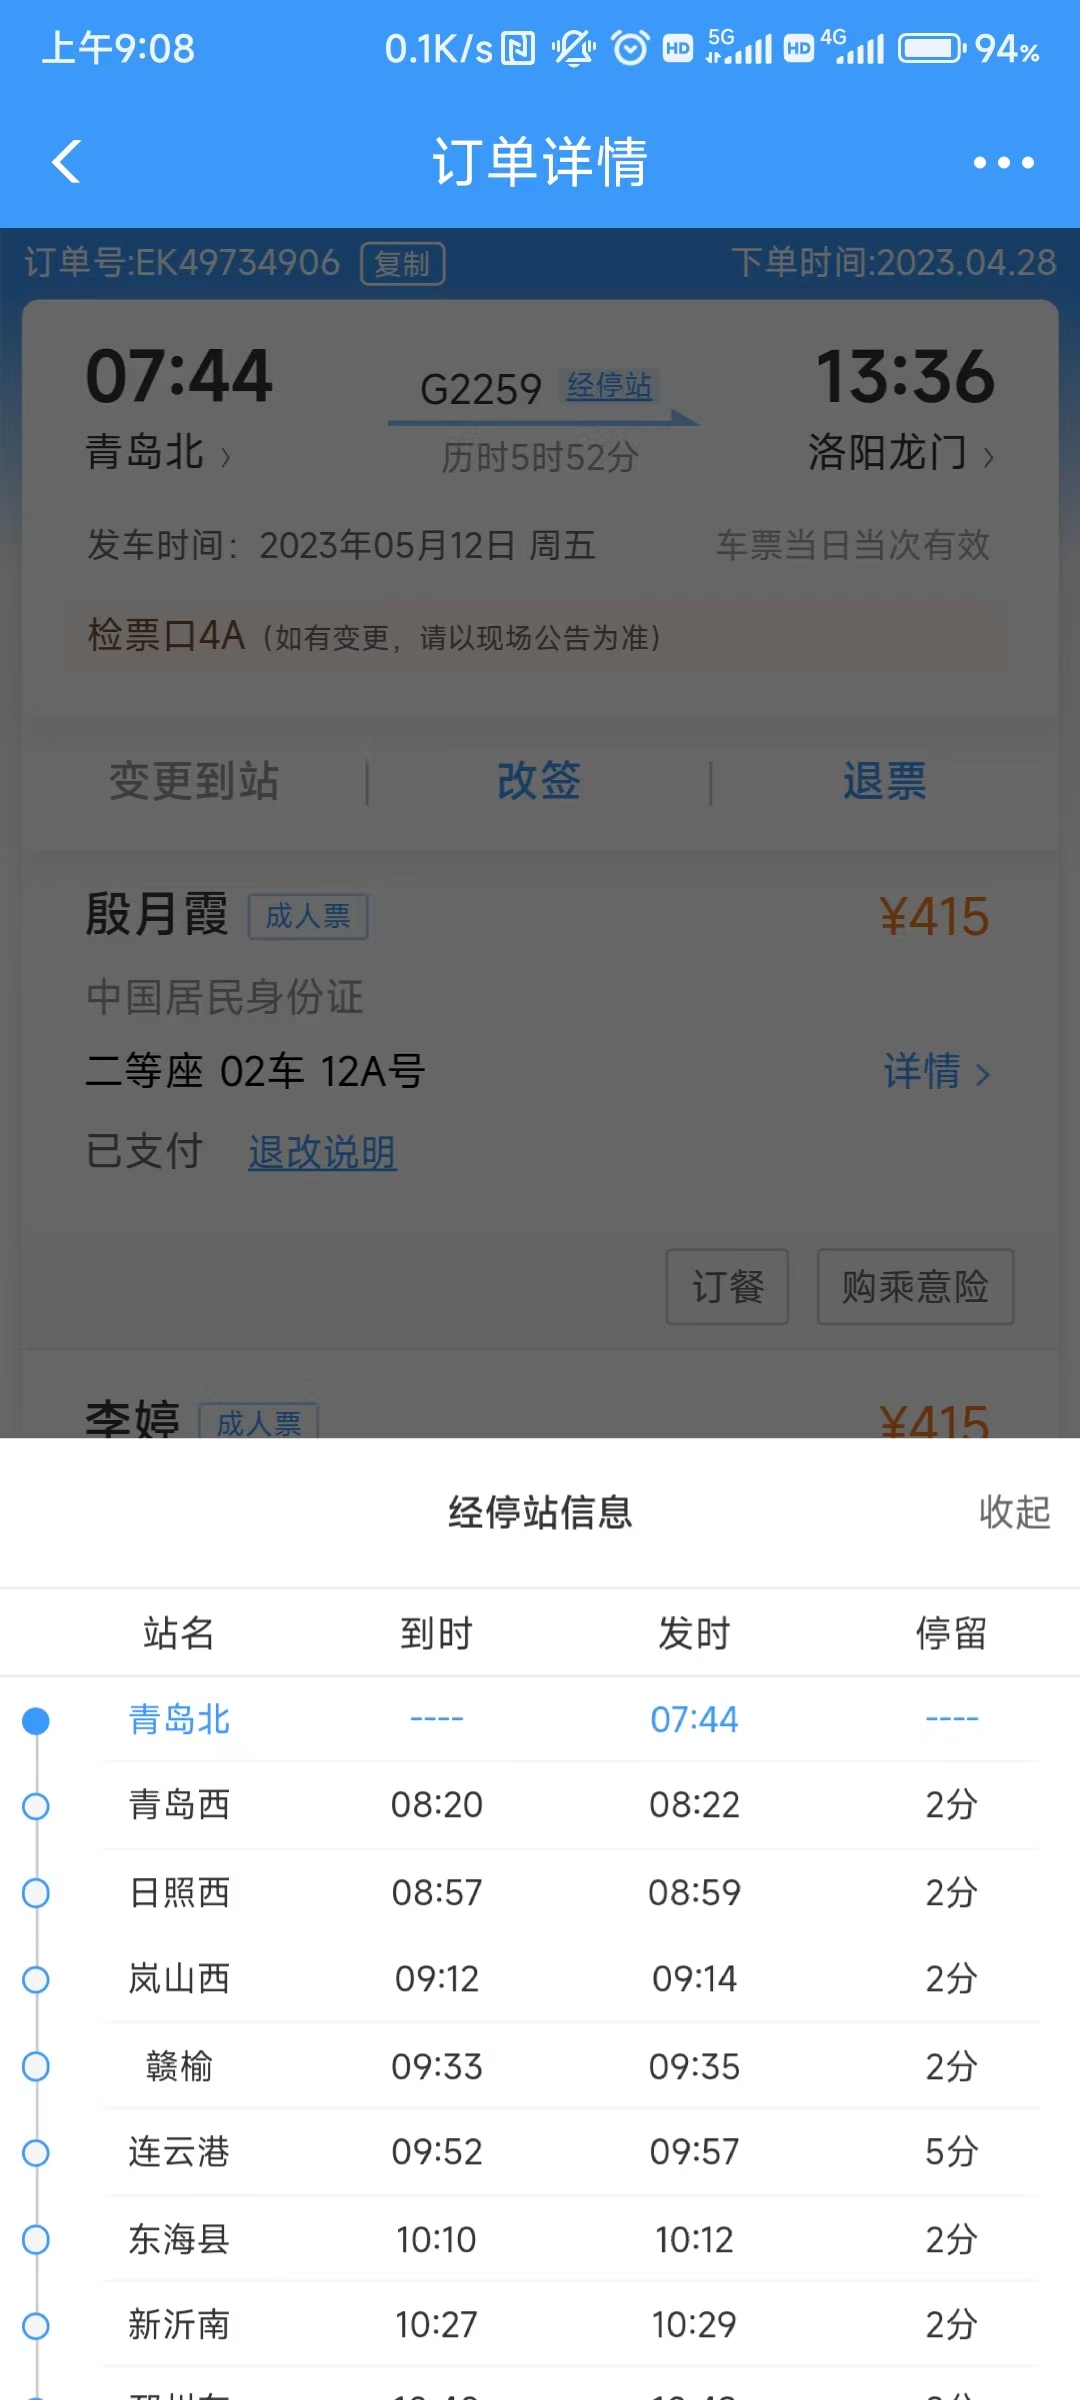 上午9:08 0.1K/s HD 5G HD 4G 94%
订单详情
订单号:EK49734906 复制 下单时间:2023.04.28
07:44 G2259 经停站 13:36
青岛北 历时5时52分 洛阳龙门
发车时间：2023年05月12日 周五 车票当日当次有效
检票口4A（如有变更，请以现场公告为准）
变更到站 改签 退票
殷月霞 成人票 ¥415
中国居民身份证
二等座 02车 12A号 详情
已支付 退改说明
订餐 购乘意险
李婷 成人票 ¥415
经停站信息 收起
站名 到时 发时 停留
青岛北 ---- 07:44 ----
青岛西 08:20 08:22 2分
日照西 08:57 08:59 2分
岚山西 09:12 09:14 2分
赣榆 09:33 09:35 2分
连云港 09:52 09:57 5分
东海县 10:10 10:12 2分
新沂南 10:27 10:29 2分